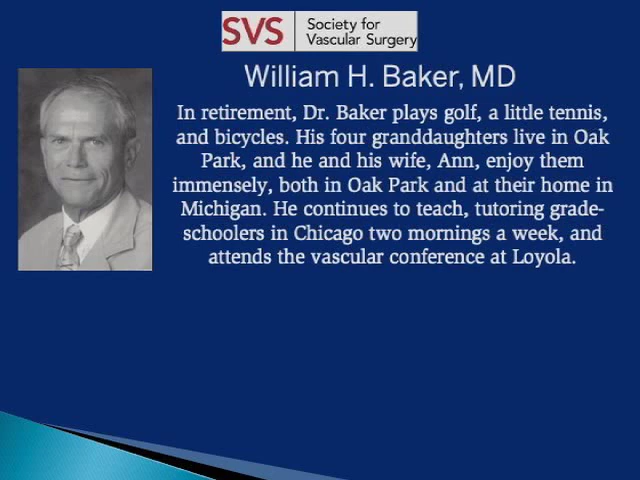 SVS Society for
Vascular Surgery
William H. Baker, MD
In retirement, Dr. Baker plays golf, a little tennis,
and bicycles. His four granddaughters live in Oak
Park, and he and his wife, Ann, enjoy them
immensely, both in Oak Park and at their home in
Michigan. He continues to teach, tutoring grade-
schoolers in Chicago two mornings a week, and
attends the vascular conference at Loyola.